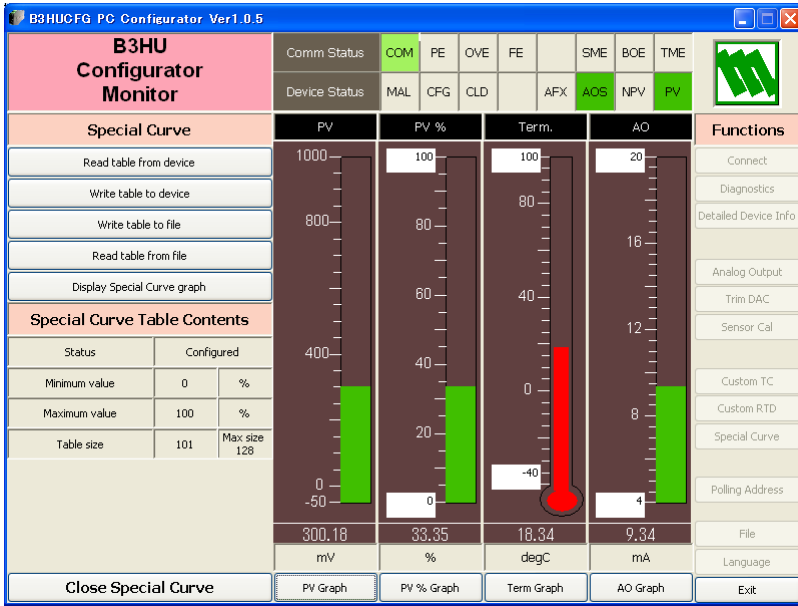 B3HUCFG PC Configurator Ver1.0.5
B3HU
Configurator
Monitor
Comm Status COM PE OVE FE SME BOE TME
Device Status MAL CFG CLD AFX AOS NPV PV
Special Curve
Read table from device
Write table to device
Write table to file
Read table from file
Display Special Curve graph
Special Curve Table Contents
Status Configured
Minimum value 0 %
Maximum value 100 %
Table size 101 Max size
128
Close Special Curve
PV
1000
800
400
0
-50
300.18
mV
PV Graph
PV %
100
80
60
40
20
0
33.35
%
PV % Graph
Term.
100
80
40
0
-40
18.34
degC
Term Graph
AO
20
16
12
8
4
9.34
mA
AO Graph
Functions
Connect
Diagnostics
Detailed Device Info
Analog Output
Trim DAC
Sensor Cal
Custom TC
Custom RTD
Special Curve
Polling Address
File
Language
Exit